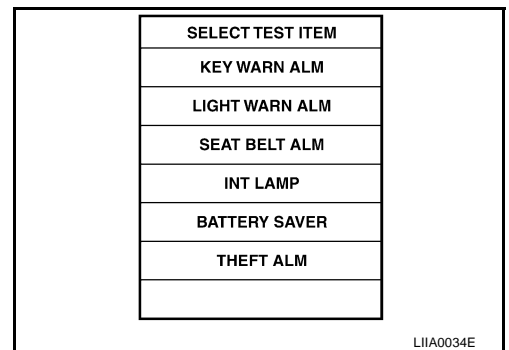 SELECT TEST ITEM
KEY WARN ALM
LIGHT WARN ALM
SEAT BELT ALM
INT LAMP
BATTERY SAVER
THEFT ALM
LIIA0034E